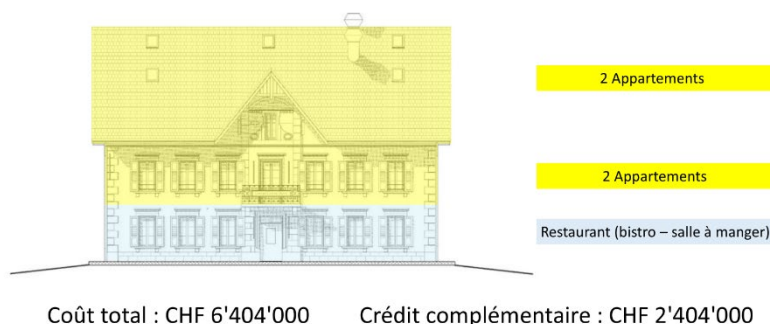 2 Appartements
2 Appartements
Restaurant (bistro – salle à manger)
Coût total : CHF 6'404'000 Crédit complémentaire : CHF 2'404'000